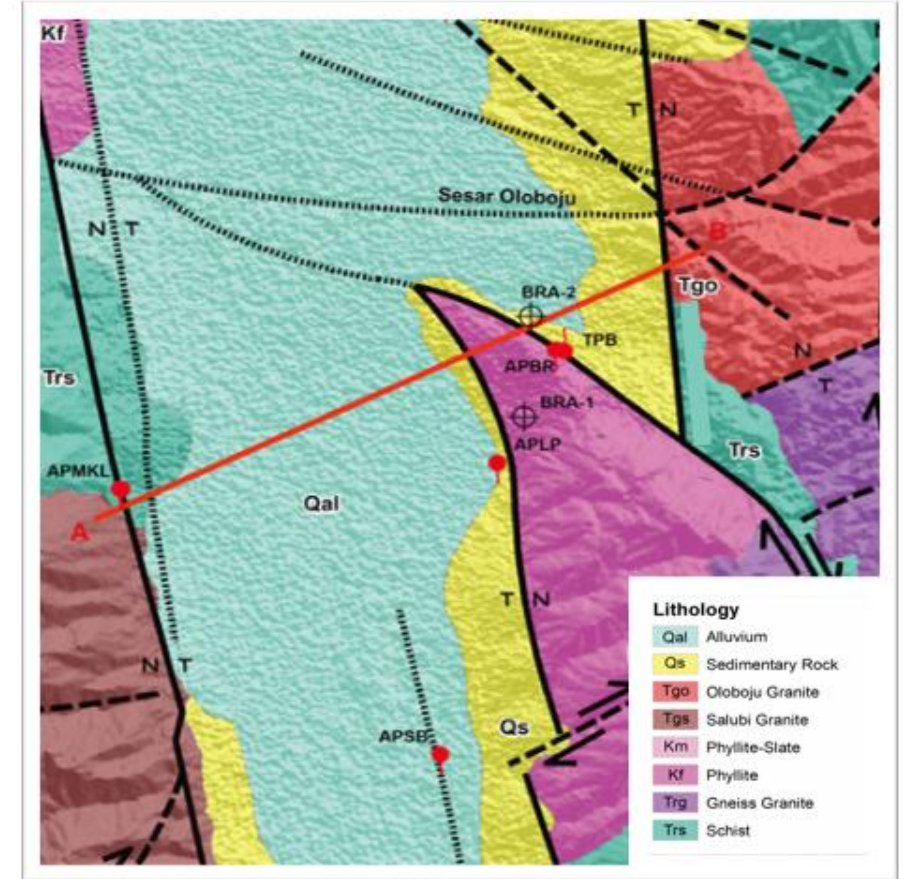 Kf
T N
Sesar Oloboju
N T
B
Tgo
BRA-2
TPB
APBR
N
T
Trs
BRA-1
APLP
Trs
APMKL
Qal
A
T N
N T
Qs
APSB
Lithology
Qal Alluvium
Qs Sedimentary Rock
Tgo Oloboju Granite
Tgs Salubi Granite
Km Phyllite-Slate
Kf Phyllite
Trg Gneiss Granite
Trs Schist